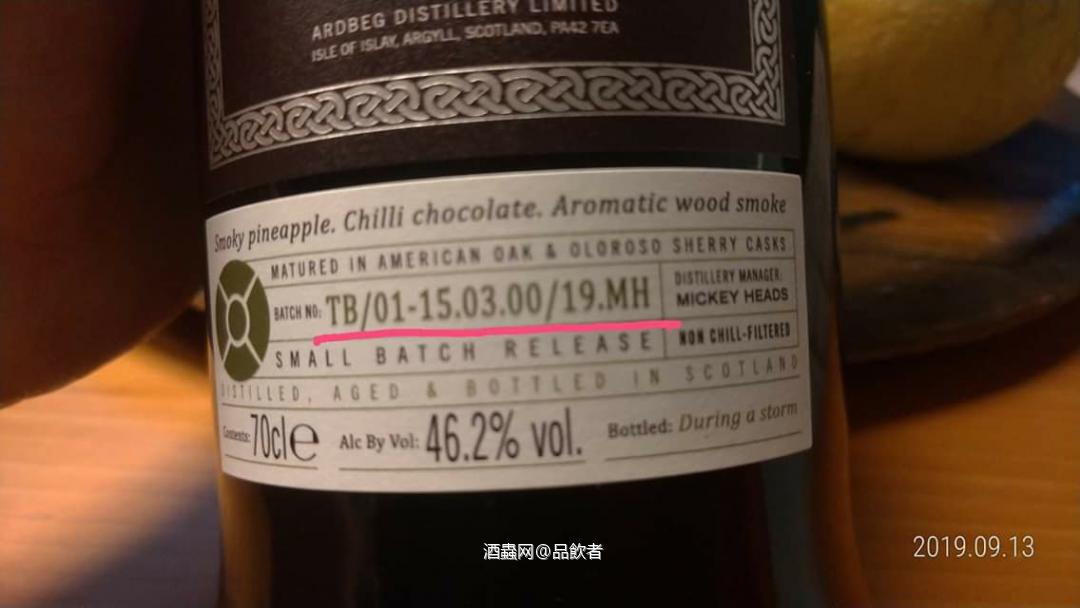 ARDBEG DISTILLERY LIMITED
ISLE OF ISLAY, ARGYLL, SCOTLAND, PA42 7EA
Smoky pineapple. Chilli chocolate. Aromatic wood smoke
MATURED IN AMERICAN OAK & OLOROSO SHERRY CASKS
BATCH NO: TB/01-15.03.00/19.MH
DISTILLERY MANAGER:
MICKEY HEADS
SMALL BATCH RELEASE
NON CHILL-FILTERED
DISTILLED, AGED & BOTTLED IN SCOTLAND
Contents: 70cl e
Alc By Vol: 46.2% vol.
Bottled: During a storm
酒蟲网@品飲者
2019.09.13